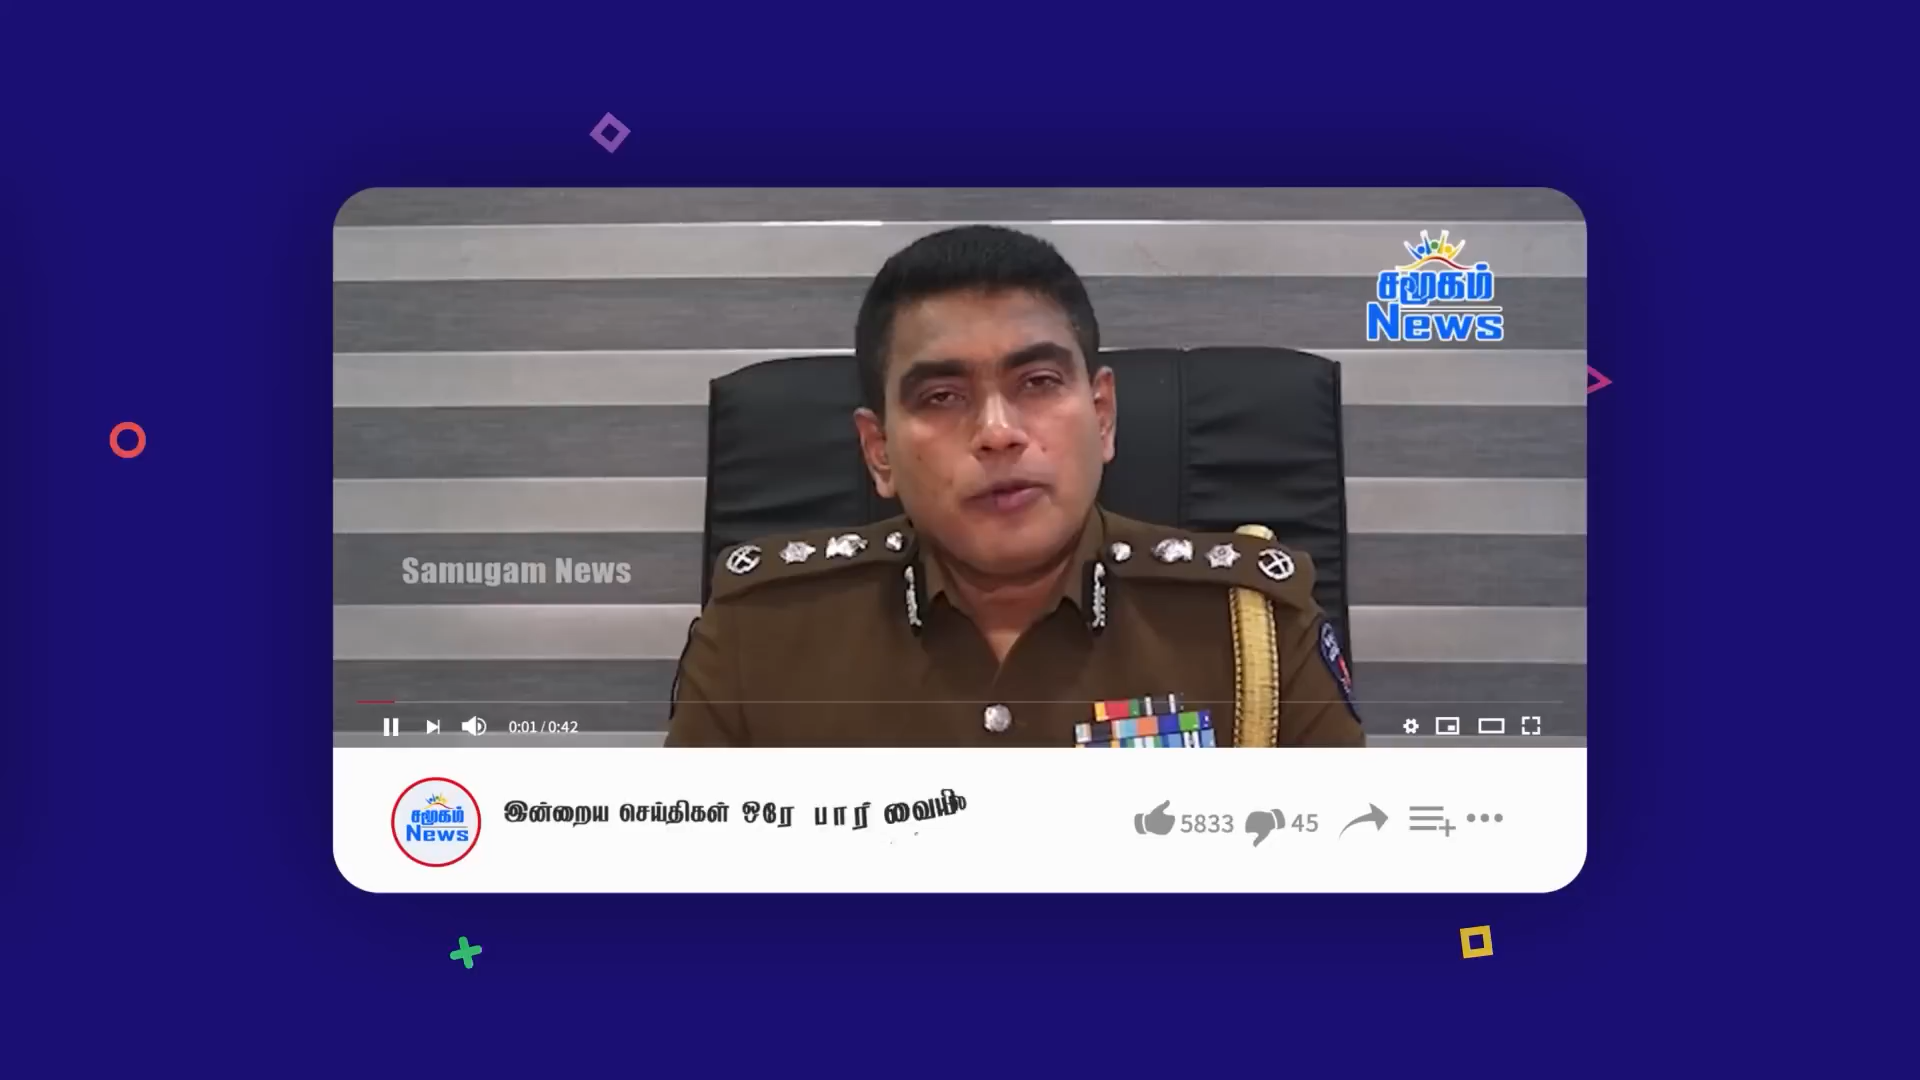 சமூகம்
News
Samugam News
0:01 / 0:42
சமூகம்
News
இன்றைய செய்திகள் ஒரே பார்வையில்
5833
45